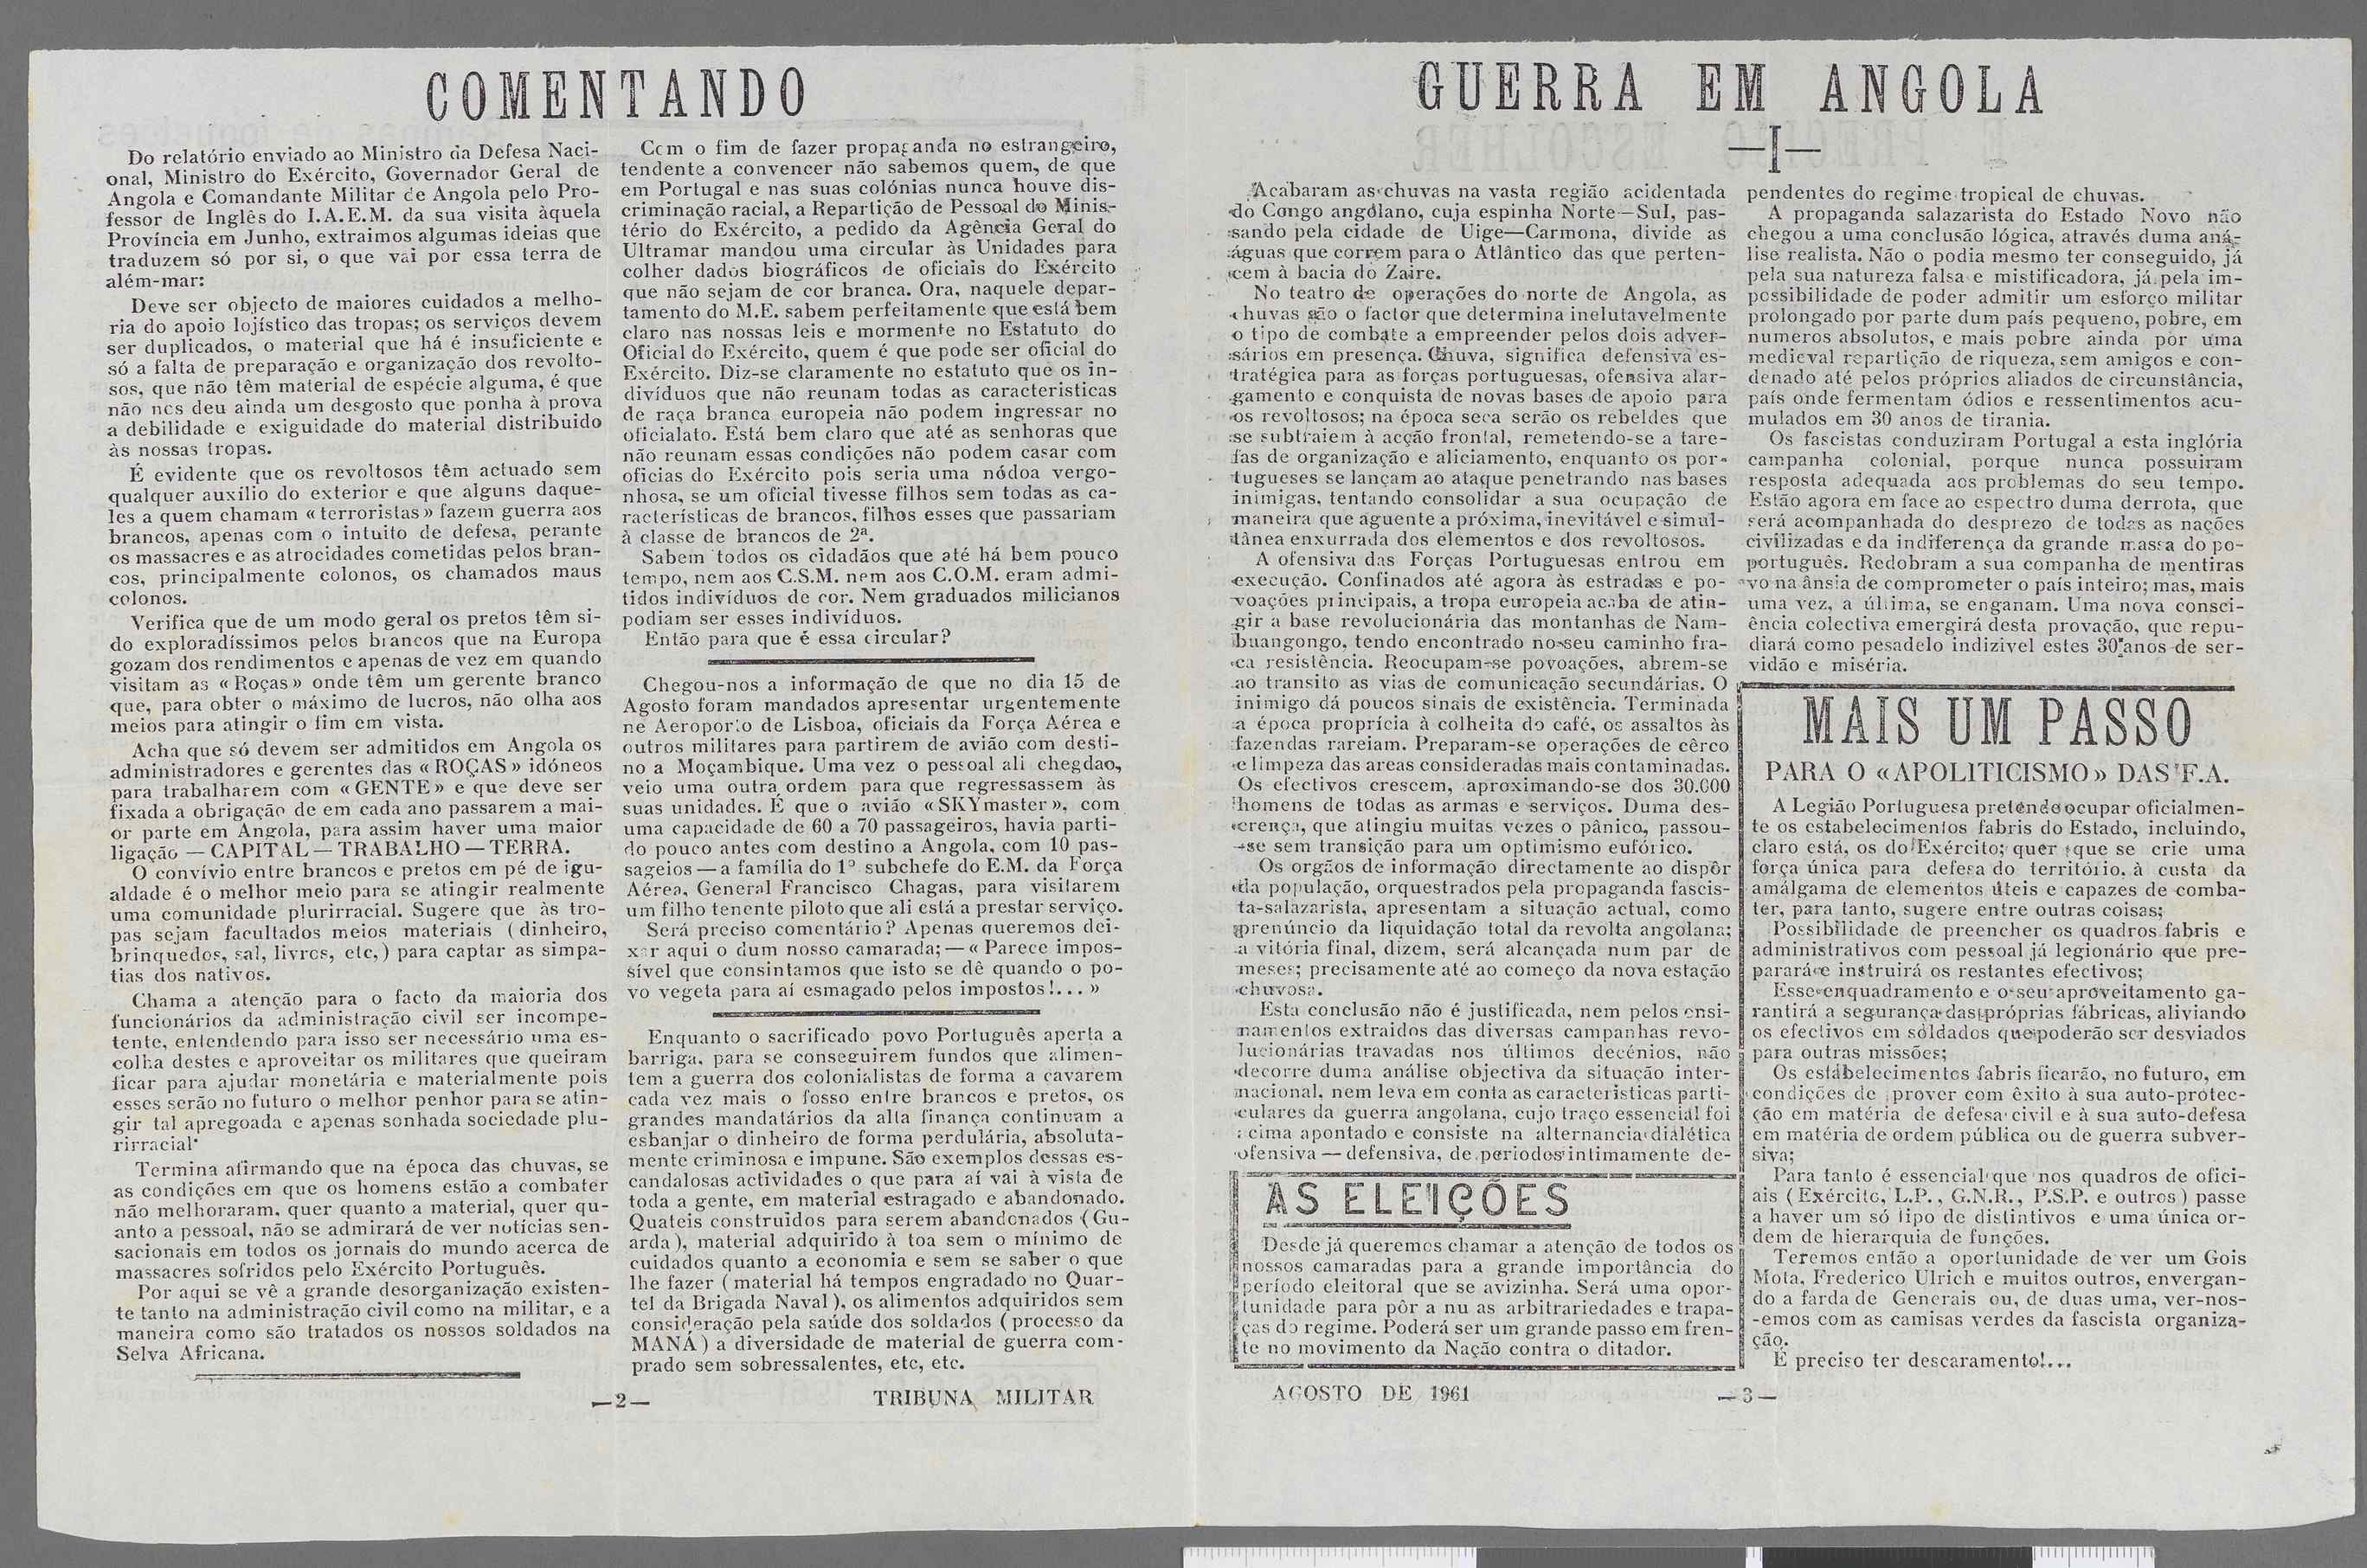 COMENTANDO
Do relatório enviado ao Ministro da Defesa Naci-
onal, Ministro do Exército, Governador Geral de
Angola e Comandante Militar de Angola pelo Pro-
fessor de Inglês do I.A.E.M. da sua visita àquela
Província em Junho, extraimos algumas ideias que
traduzem só por si, o que vai por essa terra de
além-mar:
Deve ser objecto de maiores cuidados a melho-
ria do apoio lojístico das tropas; os serviços devem
ser duplicados, o material que há é insuficiente e
só a falta de preparação e organização dos revolto-
sos, que não têm material de espécie alguma, é que
não nos deu ainda um desgosto que ponha à prova
a debilidade e exiguidade do material distribuido
às nossas tropas.
É evidente que os revoltosos têm actuado sem
qualquer auxílio do exterior e que alguns daque-
les a quem chamam «terroristas» fazem guerra aos
brancos, apenas com o intuito de defesa, perante
os massacres e as atrocidades cometidas pelos bran-
cos, principalmente colonos, os chamados maus
colonos.
Verifica que de um modo geral os pretos têm si-
do exploradíssimos pelos brancos que na Europa
gozam dos rendimentos e apenas de vez em quando
visitam as «Roças» onde têm um gerente branco
que, para obter o máximo de lucros, não olha aos
meios para atingir o fim em vista.
Acha que só devem ser admitidos em Angola os
administradores e gerentes das «ROÇAS» idóneos
para trabalharem com «GENTE» e que deve ser
fixada a obrigação de em cada ano passarem a mai-
or parte em Angola, para assim haver uma maior
ligação — CAPITAL — TRABALHO — TERRA.
O convívio entre brancos e pretos em pé de igu-
aldade é o melhor meio para se atingir realmente
uma comunidade plurirracial. Sugere que às tro-
pas sejam facultados meios materiais (dinheiro,
brinquedos, sal, livros, etc,) para captar as simpa-
tias dos nativos.
Chama a atenção para o facto da maioria dos
funcionários da administração civil ser incompe-
tente, entendendo para isso ser necessário uma es-
colha destes e aproveitar os militares que queiram
ficar para ajudar monetária e materialmente pois
esses serão no futuro o melhor penhor para se atin-
gir tal apregoada e apenas sonhada sociedade plu-
rirracial.
Termina afirmando que na época das chuvas, se
as condições em que os homens estão a combater
não melhoraram, quer quanto a material, quer qu-
anto a pessoal, não se admirará de ver notícias sen-
sacionais em todos os jornais do mundo acerca de
massacres sofridos pelo Exército Português.
Por aqui se vê a grande desorganização existen-
te tanto na administração civil como na militar, e a
maneira como são tratados os nossos soldados na
Selva Africana.
Com o fim de fazer propaganda no estrangeiro,
tendente a convencer não sabemos quem, de que
em Portugal e nas suas colónias nunca houve dis-
criminação racial, a Repartição de Pessoal do Minis-
tério do Exército, a pedido da Agência Geral do
Ultramar mandou uma circular às Unidades para
colher dados biográficos de oficiais do Exército
que não sejam de cor branca. Ora, naquele depar-
tamento do M.E. sabem perfeitamente que está bem
claro nas nossas leis e mormente no Estatuto do
Oficial do Exército, quem é que pode ser oficial do
Exército. Diz-se claramente no estatuto que os in-
divíduos que não reunam todas as caracteristicas
de raça branca europeia não podem ingressar no
oficialato. Está bem claro que até as senhoras que
não reunam essas condições não podem casar com
oficias do Exército pois seria uma nódoa vergo-
nhosa, se um oficial tivesse filhos sem todas as ca-
racterísticas de brancos, filhos esses que passariam
à classe de brancos de 2ª.
Sabem todos os cidadãos que até há bem pouco
tempo, nem aos C.S.M. nem aos C.O.M. eram admi-
tidos indivíduos de cor. Nem graduados milicianos
podiam ser esses indivíduos.
Então para que é essa circular?
Chegou-nos a informação de que no dia 15 de
Agosto foram mandados apresentar urgentemente
ne Aeroporto de Lisboa, oficiais da Força Aérea e
outros militares para partirem de avião com desti-
no a Moçambique. Uma vez o pessoal ali chegdao,
veio uma outra ordem para que regressassem às
suas unidades. É que o avião «SKYmaster», com
uma capacidade de 60 a 70 passageiros, havia parti-
do pouco antes com destino a Angola, com 10 pas-
sageios — a família do 1º subchefe do E.M. da Força
Aérea, General Francisco Chagas, para visitarem
um filho tenente piloto que ali está a prestar serviço.
Será preciso comentário? Apenas queremos dei-
xar aqui o dum nosso camarada; — « Parece impos-
sível que consintamos que isto se dê quando o po-
vo vegeta para aí esmagado pelos impostos!... »
Enquanto o sacrificado povo Português aperta a
barriga, para se conseguirem fundos que alimen-
tem a guerra dos colonialistas de forma a cavarem
cada vez mais o fosso entre brancos e pretos, os
grandes mandatários da alta finança continuam a
esbanjar o dinheiro de forma perdulária, absoluta-
mente criminosa e impune. São exemplos dessas es-
candalosas actividades o que para aí vai à vista de
toda a gente, em material estragado e abandonado.
Quateis construidos para serem abandonados (Gu-
arda), material adquirido à toa sem o mínimo de
cuidados quanto a economia e sem se saber o que
lhe fazer (material há tempos engradado no Quar-
tel da Brigada Naval), os alimentos adquiridos sem
consideração pela saúde dos soldados (processo da
MANÁ) a diversidade de material de guerra com-
prado sem sobressalentes, etc, etc.
—2—
TRIBUNA MILITAR
GUERRA EM ANGOLA
—I—
Acabaram as chuvas na vasta região acidentada
do Congo angolano, cuja espinha Norte—Sul, pas-
sando pela cidade de Uige—Carmona, divide as
águas que correm para o Atlântico das que perten-
cem à bacia do Zaire.
No teatro de operações do norte de Angola, as
chuvas são o factor que determina inelutavelmente
o tipo de combate a empreender pelos dois adver-
sários em presença. Chuva, significa defensiva es-
tratégica para as forças portuguesas, ofensiva alar-
gamento e conquista de novas bases de apoio para
os revoltosos; na época seca serão os rebeldes que
se subtraiem à acção frontal, remetendo-se a tare-
fas de organização e aliciamento, enquanto os por-
tugueses se lançam ao ataque penetrando nas bases
inimigas, tentando consolidar a sua ocupação de
maneira que aguente a próxima, inevitável e simul-
tânea enxurrada dos elementos e dos revoltosos.
A ofensiva das Forças Portuguesas entrou em
execução. Confinados até agora às estradas e po-
voações principais, a tropa europeia acaba de atin-
gir a base revolucionária das montanhas de Nam-
buangongo, tendo encontrado no seu caminho fra-
ca resistência. Reocupam-se povoações, abrem-se
ao transito as vias de comunicação secundárias. O
inimigo dá poucos sinais de existência. Terminada
a época proprícia à colheita do café, os assaltos às
fazendas rareiam. Preparam-se operações de cêrco
e limpeza das areas consideradas mais contaminadas.
Os efectivos crescem, aproximando-se dos 30.000
homens de todas as armas e serviços. Duma des-
crença, que atingiu muitas vezes o pânico, passou-
-se sem transição para um optimismo eufórico.
Os orgãos de informação directamente ao dispôr
da população, orquestrados pela propaganda fascis-
ta-salazarista, apresentam a situação actual, como
prenúncio da liquidação total da revolta angolana;
a vitória final, dizem, será alcançada num par de
meses; precisamente até ao começo da nova estação
chuvosa.
Esta conclusão não é justificada, nem pelos ensi-
namentos extraidos das diversas campanhas revo-
lucionárias travadas nos últimos decénios, não
decorre duma análise objectiva da situação inter-
nacional, nem leva em conta as caracteristicas parti-
culares da guerra angolana, cujo traço essencial foi
cima apontado e consiste na alternancia dialética
ofensiva — defensiva, de periodos intimamente de-
pendentes do regime tropical de chuvas.
A propaganda salazarista do Estado Novo não
chegou a uma conclusão lógica, através duma aná-
lise realista. Não o podia mesmo ter conseguido, já
pela sua natureza falsa e mistificadora, já pela im-
possibilidade de poder admitir um esforço militar
prolongado por parte dum país pequeno, pobre, em
numeros absolutos, e mais pobre ainda por uma
medieval repartição de riqueza, sem amigos e con-
denado até pelos próprios aliados de circunstância,
país onde fermentam ódios e ressentimentos acu-
mulados em 30 anos de tirania.
Os fascistas conduziram Portugal a esta inglória
campanha colonial, porque nunca possuiram
resposta adequada aos problemas do seu tempo.
Estão agora em face ao espectro duma derrota, que
será acompanhada do desprezo de todas as nações
civilizadas e da indiferença da grande massa do po-
português. Redobram a sua companha de mentiras
vo na ânsia de comprometer o país inteiro; mas, mais
uma vez, a última, se enganam. Uma nova consci-
ência colectiva emergirá desta provação, que repu-
diará como pesadelo indizivel estes 30 anos de ser-
vidão e miséria.
AS ELEIÇÕES
Desde já queremos chamar a atenção de todos os
nossos camaradas para a grande importância do
período eleitoral que se avizinha. Será uma opor-
tunidade para pôr a nu as arbitrariedades e trapa-
ças do regime. Poderá ser um grande passo em fren-
te no movimento da Nação contra o ditador.
MAIS UM PASSO
PARA O «APOLITICISMO» DAS F.A.
A Legião Portuguesa pretende ocupar oficialmen-
te os estabelecimentos fabris do Estado, incluindo,
claro está, os do Exército; quer que se crie uma
força única para defesa do território, à custa da
amálgama de elementos úteis e capazes de comba-
ter, para tanto, sugere entre outras coisas;
Possibilidade de preencher os quadros fabris e
administrativos com pessoal já legionário que pre-
parará e instruirá os restantes efectivos;
Esse enquadramento e o seu aproveitamento ga-
rantirá a segurança das próprias fábricas, aliviando
os efectivos em soldados que poderão ser desviados
para outras missões;
Os estabelecimentos fabris ficarão, no futuro, em
condições de prover com êxito à sua auto-protec-
ção em matéria de defesa civil e à sua auto-defesa
em matéria de ordem pública ou de guerra subver-
siva;
Para tanto é essencial que nos quadros de ofici-
ais (Exército, L.P., G.N.R., P.S.P. e outros) passe
a haver um só tipo de distintivos e uma única or-
dem de hierarquia de funções.
Teremos então a oportunidade de ver um Gois
Mota, Frederico Ulrich e muitos outros, envergan-
do a farda de Generais ou, de duas uma, ver-nos-
-emos com as camisas verdes da fascista organiza-
ção.
É preciso ter descaramento!...
AGOSTO DE 1961
—3—